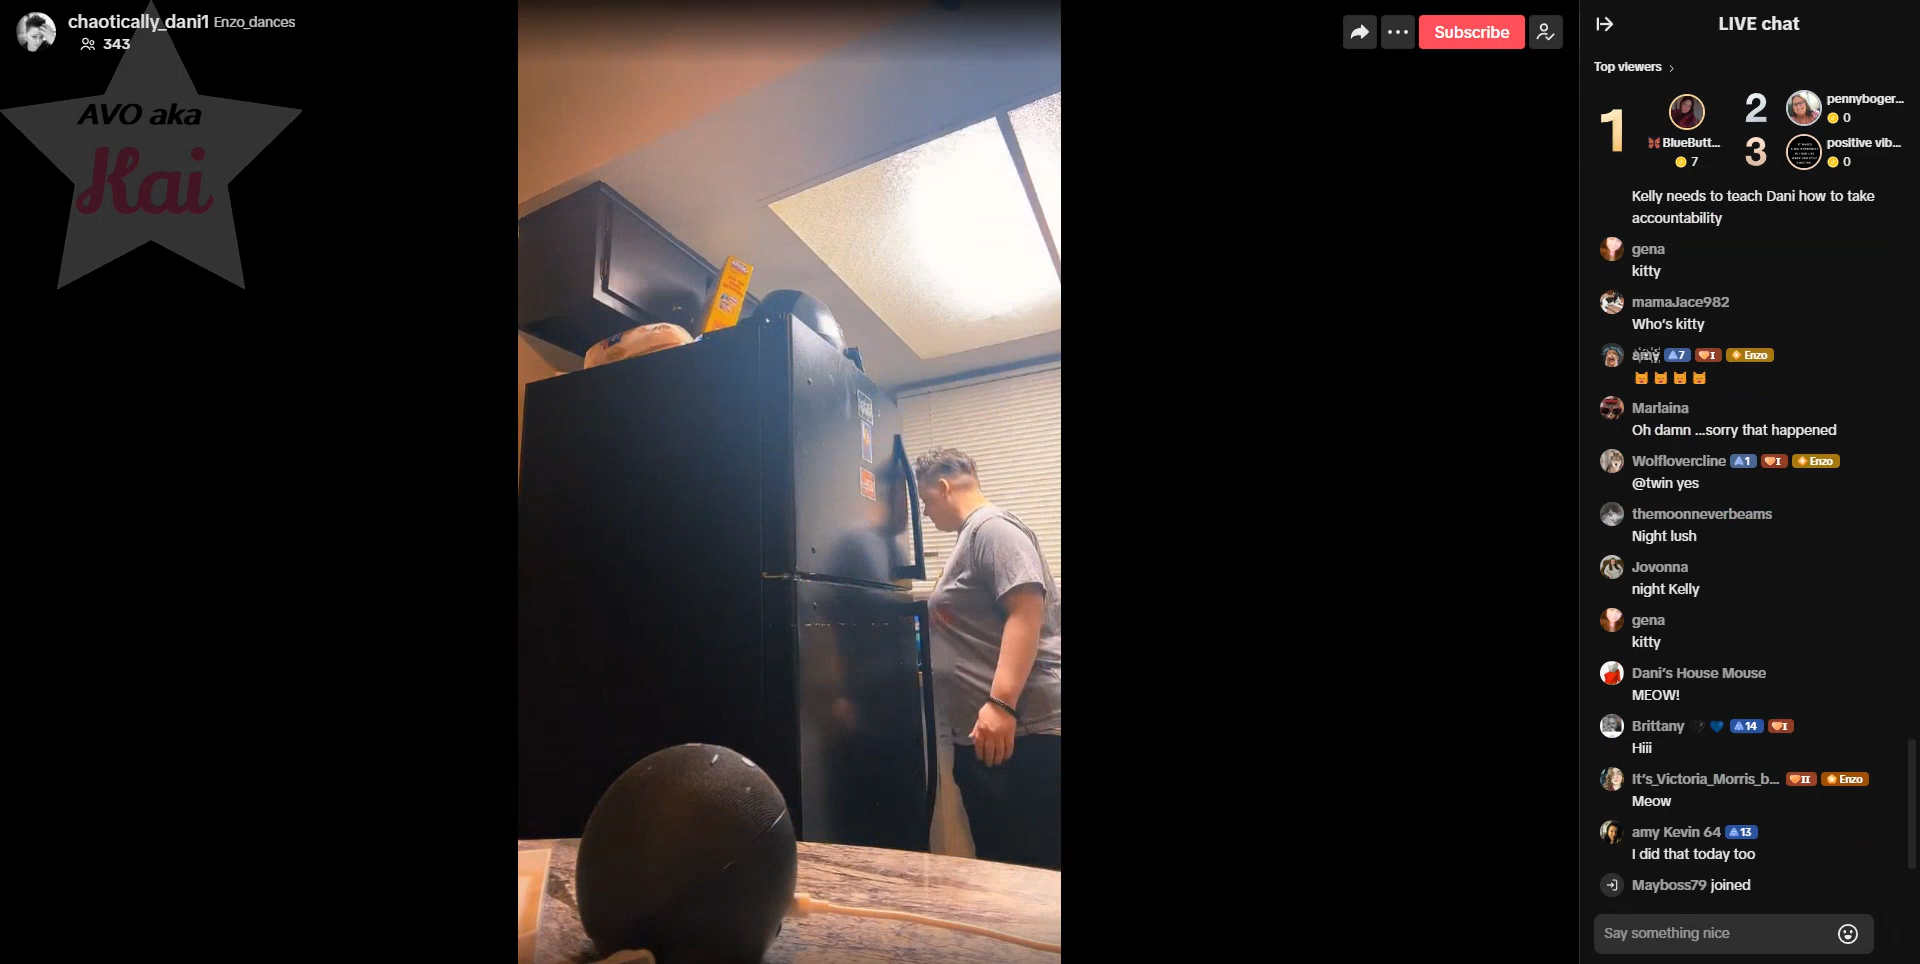 chaotically_dani1 Enzo_dances
343
AVO aka
Kai
Subscribe
LIVE chat
Top viewers
1
BlueButt...
7
2
pennyboger...
0
3
positive vib...
0
Kelly needs to teach Dani how to take
accountability
gena
kitty
mamaJace982
Who's kitty
amy 7 I Enzo
Marlaina
Oh damn ...sorry that happened
Wolflovercline 1 I Enzo
@twin yes
themoonneverbeams
Night lush
Jovonna
night Kelly
gena
kitty
Dani's House Mouse
MEOW!
Brittany 14 I
Hiii
It's_Victoria_Morris_b... II Enzo
Meow
amy Kevin 64 13
I did that today too
Mayboss79 joined
Say something nice